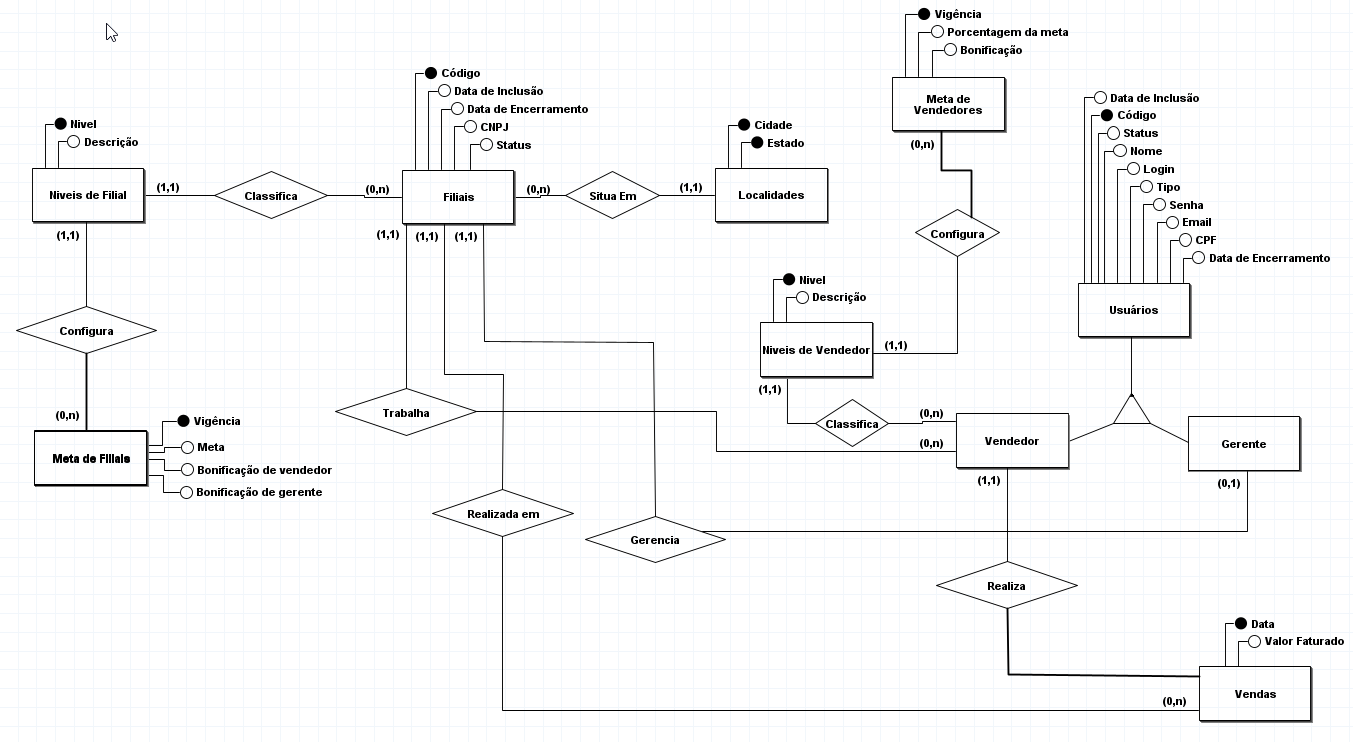 Vigência
Porcentagem da meta
Bonificação
Meta de
Vendedores
(0,n)
Configura
Código
Data de Inclusão
Data de Encerramento
CNPJ
Status
Filiais
Nivel
Descrição
Niveis de Filial
(1,1)
Classifica
(0,n)
(0,n)
Situa Em
(1,1)
Cidade
Estado
Localidades
Data de Inclusão
Código
Status
Nome
Login
Tipo
Senha
Email
CPF
Data de Encerramento
Usuários
(1,1)
(1,1)
(1,1)
(1,1)
Configura
(0,n)
Meta de Filiais
Vigência
Meta
Bonificação de vendedor
Bonificação de gerente
Nivel
Descrição
Niveis de Vendedor
(1,1)
(1,1)
Classifica
(0,n)
(0,n)
Trabalha
Vendedor
Gerente
(1,1)
(0,1)
Realizada em
Gerencia
Realiza
Data
Valor Faturado
Vendas
(0,n)